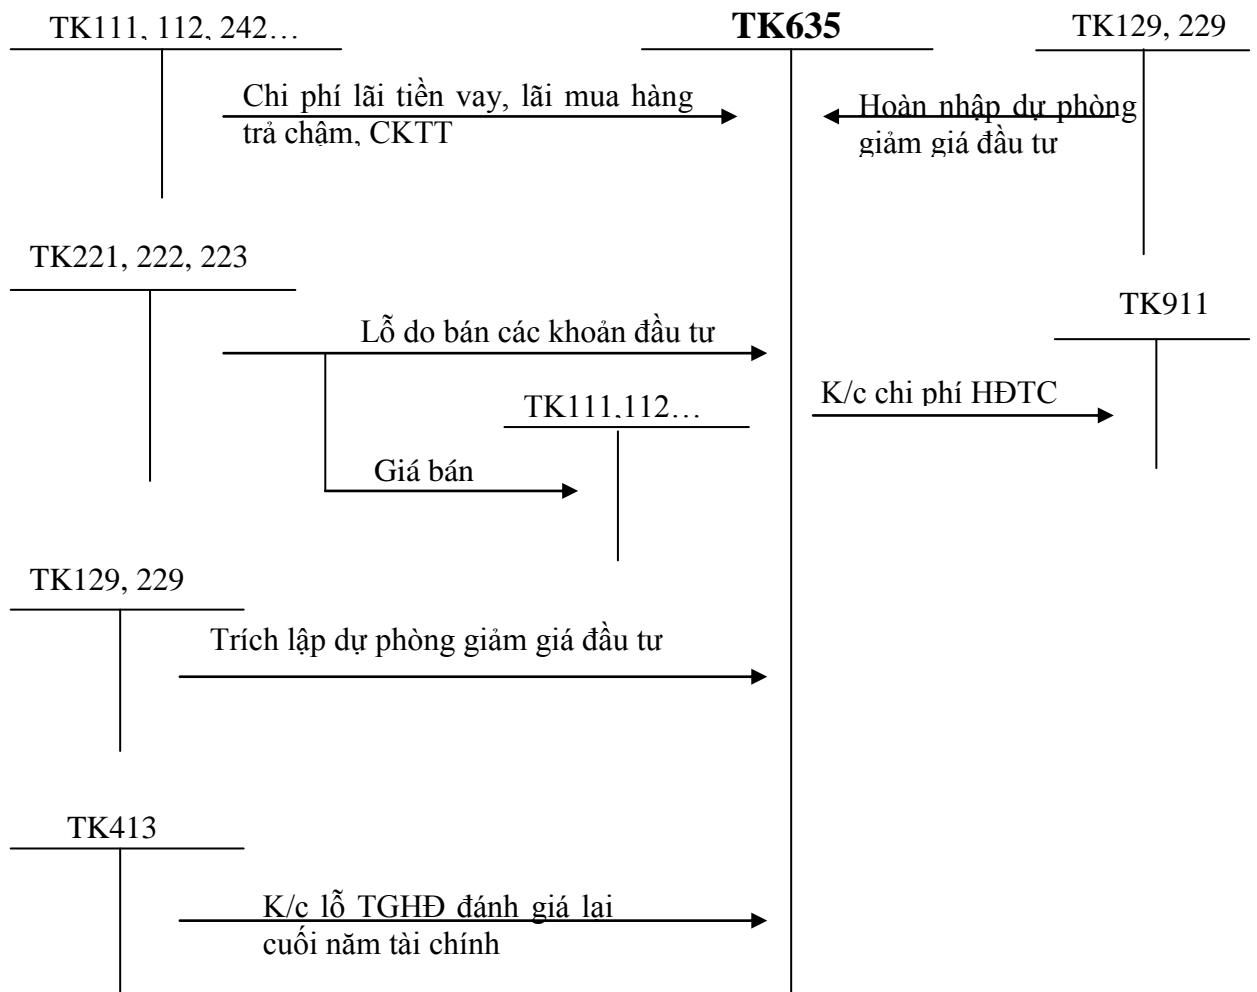 TK111, 112, 242…
TK635
TK129, 229
Chi phí lãi tiền vay, lãi mua hàng
trả chậm, CKTT
Hoàn nhập dự phòng
giảm giá đầu tư
TK221, 222, 223
TK911
Lỗ do bán các khoản đầu tư
K/c chi phí HĐTC
TK111,112…
Giá bán
TK129, 229
Trích lập dự phòng giảm giá đầu tư
TK413
K/c lỗ TGHĐ đánh giá lai
cuối năm tài chính